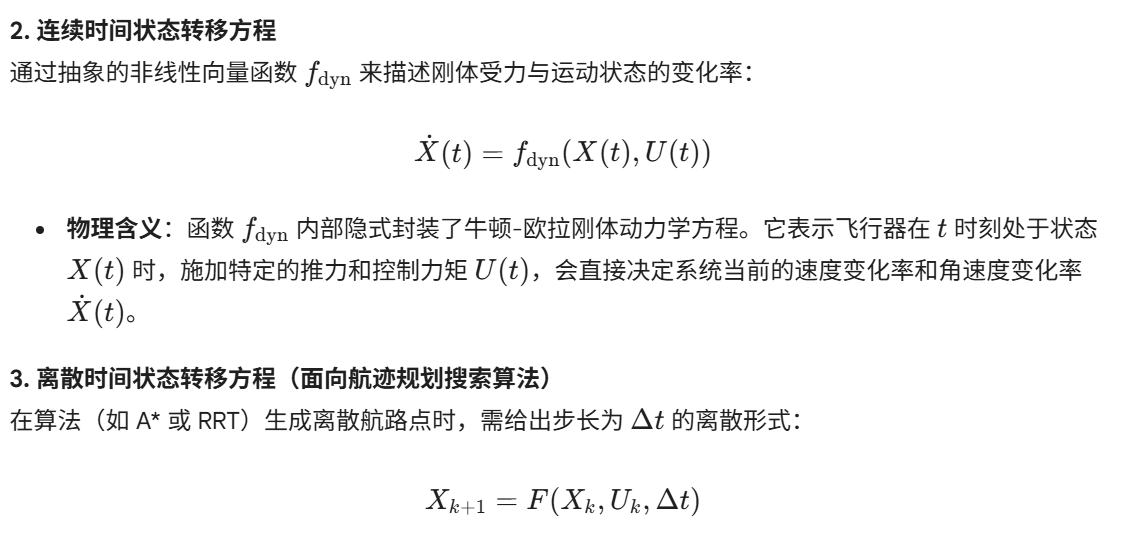 2. 连续时间状态转移方程
通过抽象的非线性向量函数 f_dyn 来描述刚体受力与运动状态的变化率：
Ẋ(t) = f_dyn(X(t), U(t))
• 物理含义：函数 f_dyn 内部隐式封装了牛顿-欧拉刚体动力学方程。它表示飞行器在 t 时刻处于状态
X(t) 时，施加特定的推力和控制力矩 U(t)，会直接决定系统当前的速度变化率和角速度变化率
Ẋ(t)。
3. 离散时间状态转移方程（面向航迹规划搜索算法）
在算法（如 A* 或 RRT）生成离散航路点时，需给出步长为 Δt 的离散形式：
X_{k+1} = F(X_k, U_k, Δt)